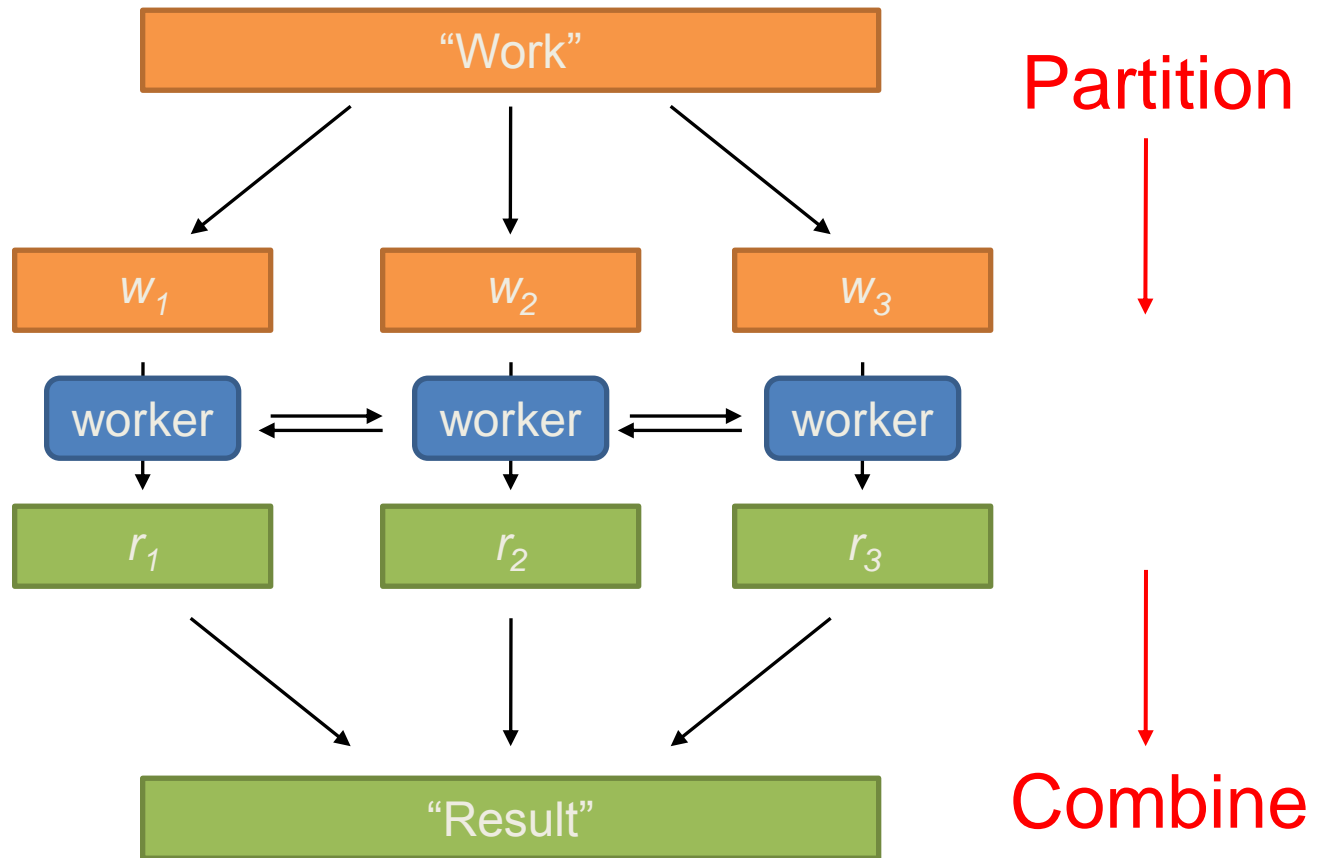 “Work”
Partition
w1 w2 w3
worker worker worker
r1 r2 r3
“Result”
Combine